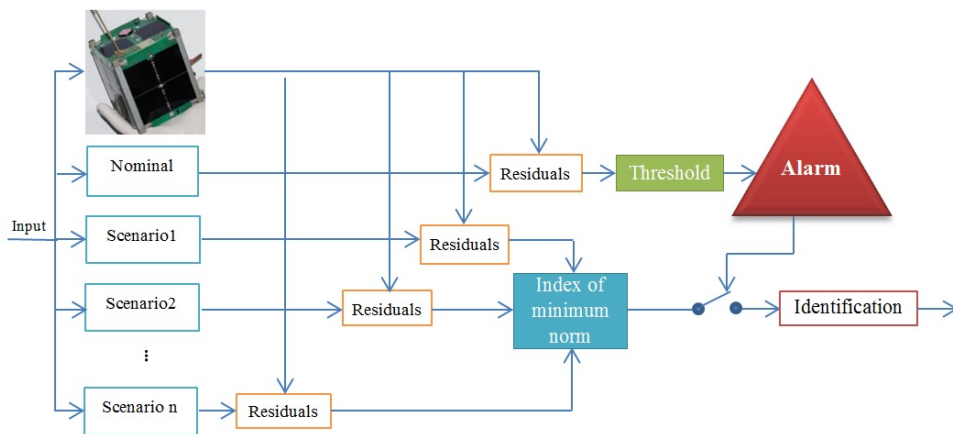 Nominal
Residuals
Threshold
Alarm
Input
Scenario1
Residuals
Scenario2
Residuals
Index of
minimum
norm
Identification
⋮
Scenario n
Residuals